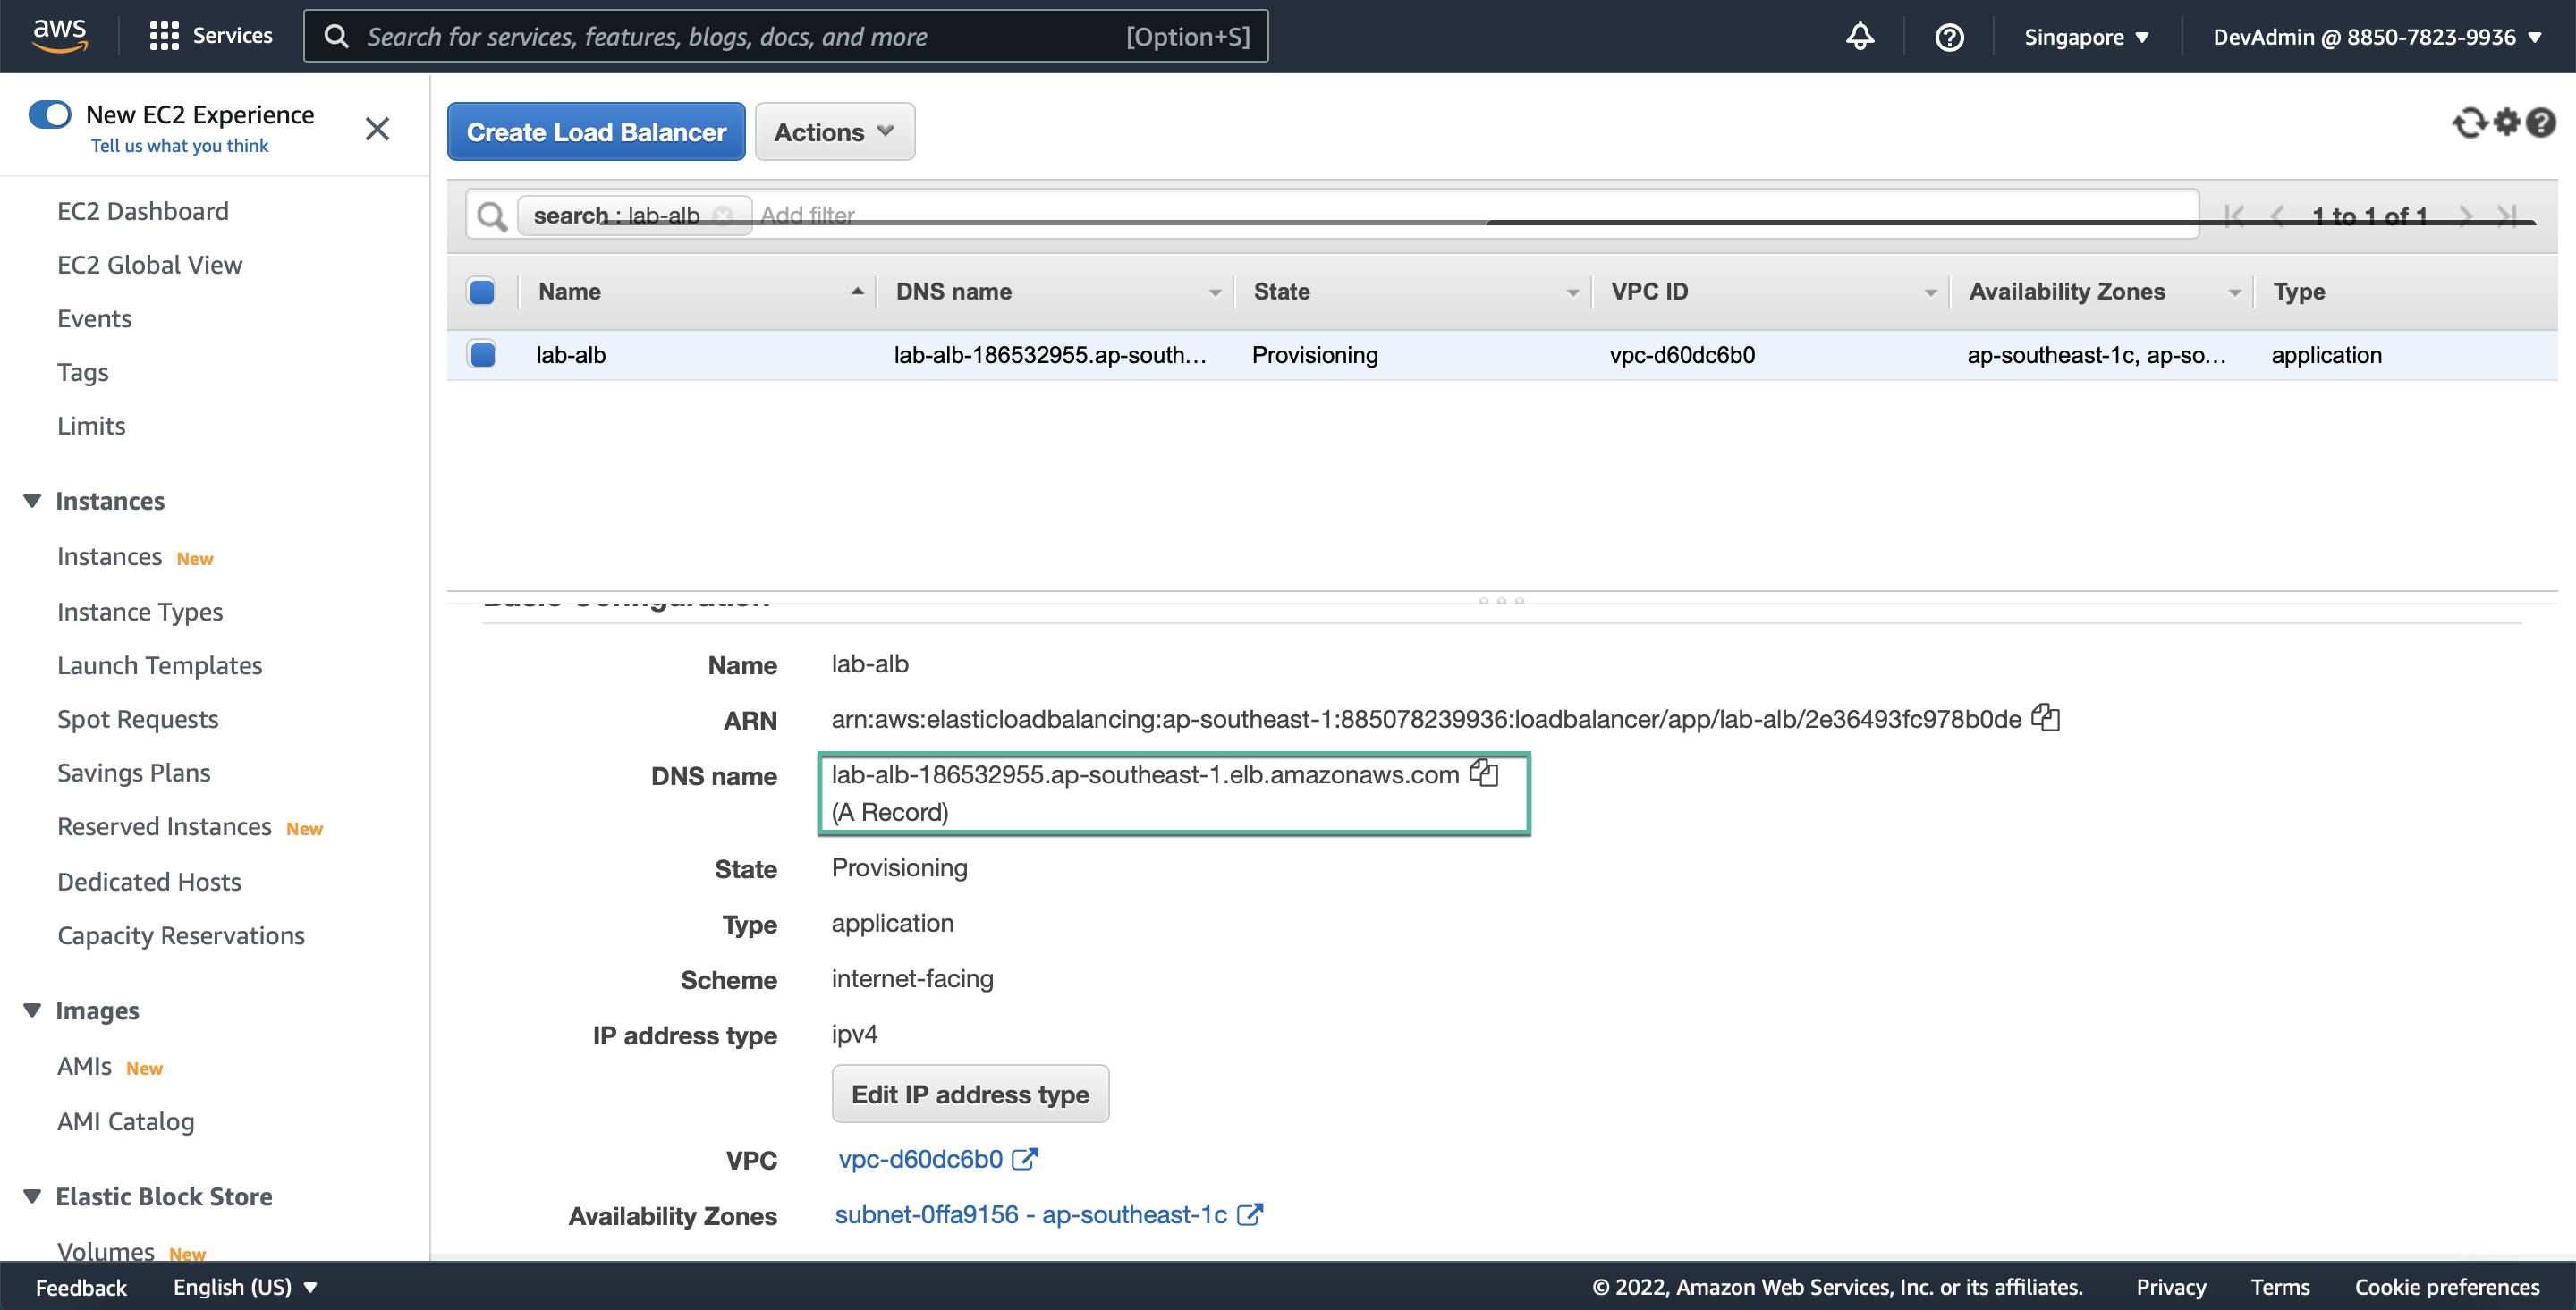 aws
Services
Search for services, features, blogs, docs, and more [Option+S]
Singapore
DevAdmin @ 8850-7823-9936
New EC2 Experience
Tell us what you think
EC2 Dashboard
EC2 Global View
Events
Tags
Limits
Instances
Instances New
Instance Types
Launch Templates
Spot Requests
Savings Plans
Reserved Instances New
Dedicated Hosts
Capacity Reservations
Images
AMIs New
AMI Catalog
Elastic Block Store
Volumes New
Create Load Balancer
Actions
search : lab-alb Add filter
1 to 1 of 1
Name DNS name State VPC ID Availability Zones Type
lab-alb lab-alb-186532955.ap-south... Provisioning vpc-d60dc6b0 ap-southeast-1c, ap-so... application
Basic Configuration
Name lab-alb
ARN arn:aws:elasticloadbalancing:ap-southeast-1:885078239936:loadbalancer/app/lab-alb/2e36493fc978b0de
DNS name lab-alb-186532955.ap-southeast-1.elb.amazonaws.com
(A Record)
State Provisioning
Type application
Scheme internet-facing
IP address type ipv4
Edit IP address type
VPC vpc-d60dc6b0
Availability Zones subnet-0ffa9156 - ap-southeast-1c
Feedback
English (US)
© 2022, Amazon Web Services, Inc. or its affiliates.
Privacy
Terms
Cookie preferences